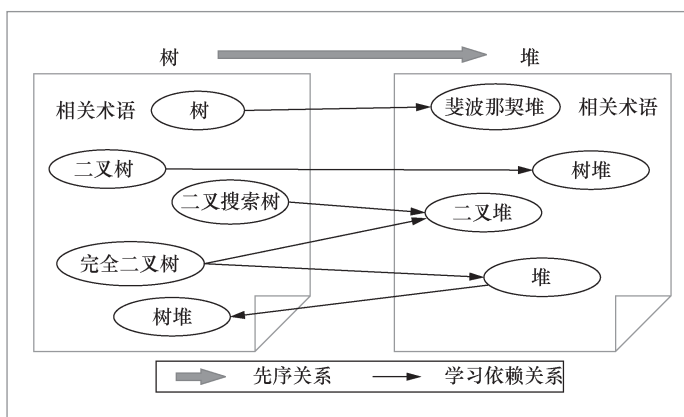 树 堆
相关术语 树 斐波那契堆 相关术语
二叉树 树堆
二叉搜索树 二叉堆
完全二叉树 堆
树堆
先序关系 学习依赖关系